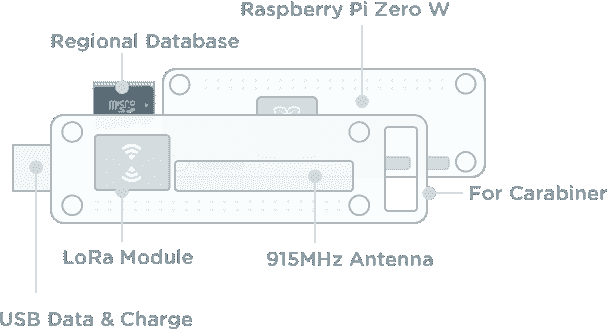 Raspberry Pi Zero W
Regional Database
micro
For Carabiner
LoRa Module
915MHz Antenna
USB Data & Charge